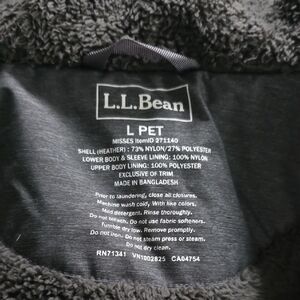 L.L.Bean
L PET
MISSES ItemID 271140
SHELL (HEATHER) : 73% NYLON/27% POLYESTER
LOWER BODY & SLEEVE LINING: 100% NYLON
UPPER BODY LINING: 100% POLYESTER
EXCLUSIVE OF TRIM
MADE IN BANGLADESH
Prior to laundering, close all closures.
Machine wash cold, With like colors.
Mild detergent. Rinse thoroughly.
Do not bleach. Do not use fabric softeners.
Tumble dry low. Remove promptly.
Do not iron. Do not steam press or steam.
Do not dry clean.
RN71341 VN1002825 CA04754